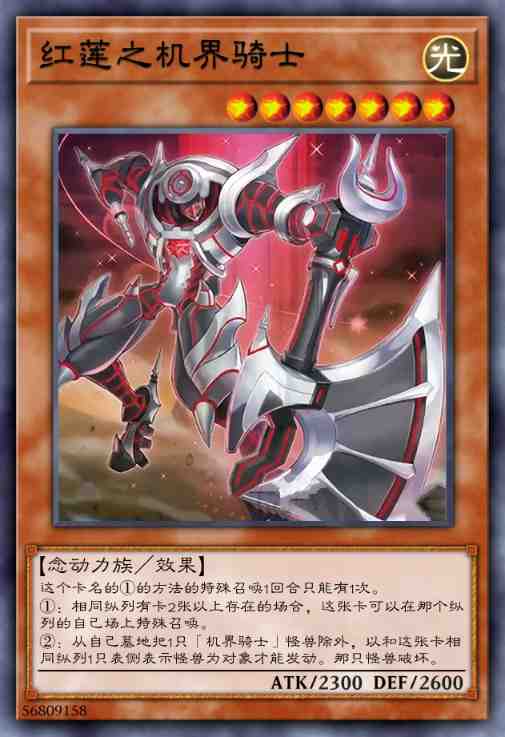 红莲之机界骑士
光
【念动力族／效果】
这个卡名的①的方法的特殊召唤1回合只能有1次。
①：相同纵列有卡2张以上存在的场合，这张卡可以在那个纵
列的自己场上特殊召唤。
②：从自己墓地把1只「机界骑士」怪兽除外，以和这张卡相
同纵列1只表侧表示怪兽为对象才能发动。那只怪兽破坏。
ATK/2300 DEF/2600
56809158